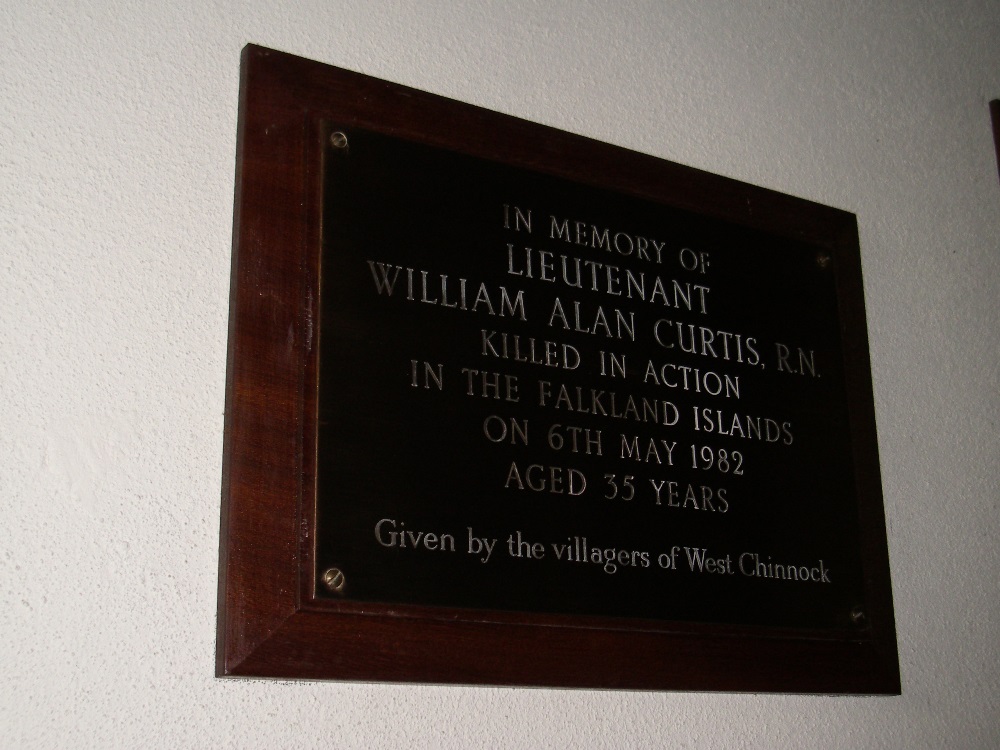 IN MEMORY OF
LIEUTENANT
WILLIAM ALAN CURTIS, R.N.
KILLED IN ACTION
IN THE FALKLAND ISLANDS
ON 6TH MAY 1982
AGED 35 YEARS
Given by the villagers of West Chinnock